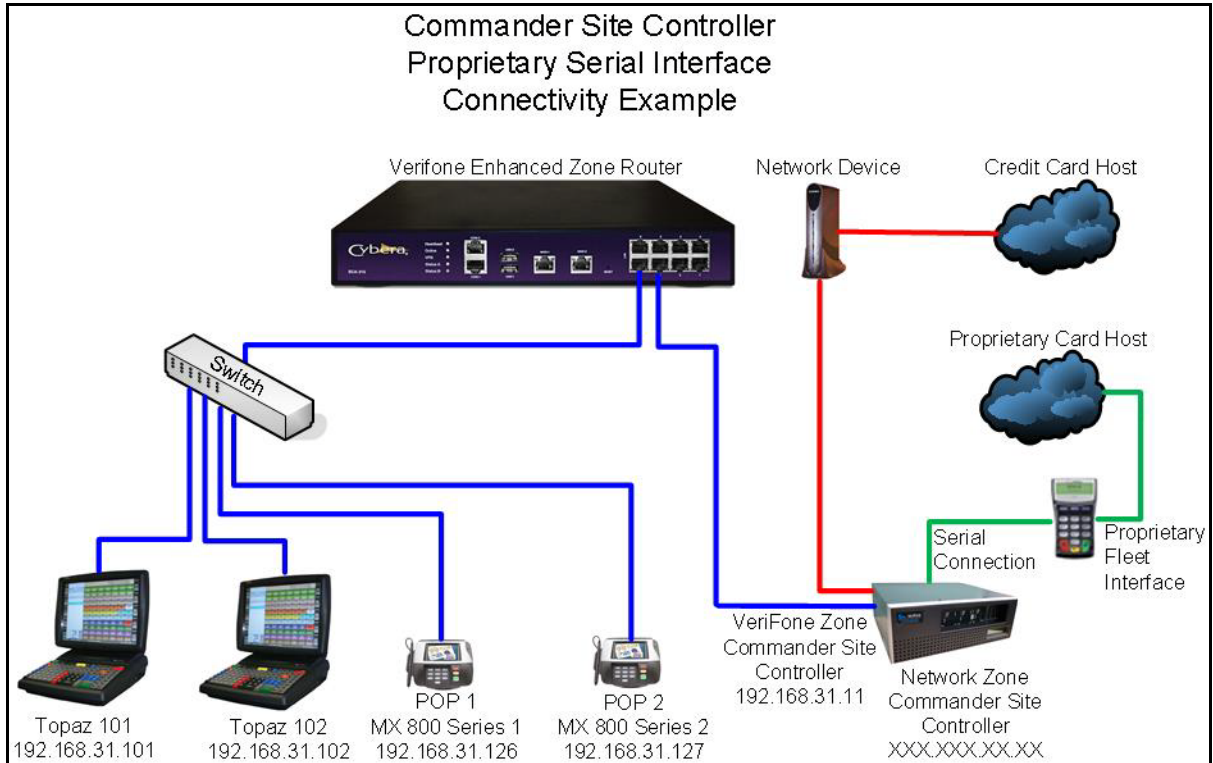 Commander Site Controller
Proprietary Serial Interface
Connectivity Example
Verifone Enhanced Zone Router
Network Device
Credit Card Host
Cybera
Proprietary Card Host
Switch
Serial
Connection
Proprietary
Fleet
Interface
VeriFone Zone
Commander Site
Controller
192.168.31.11
Network Zone
Commander Site
Controller
XXX.XXX.XX.XX
Topaz 101
192.168.31.101
Topaz 102
192.168.31.102
POP 1
MX 800 Series 1
192.168.31.126
POP 2
MX 800 Series 2
192.168.31.127